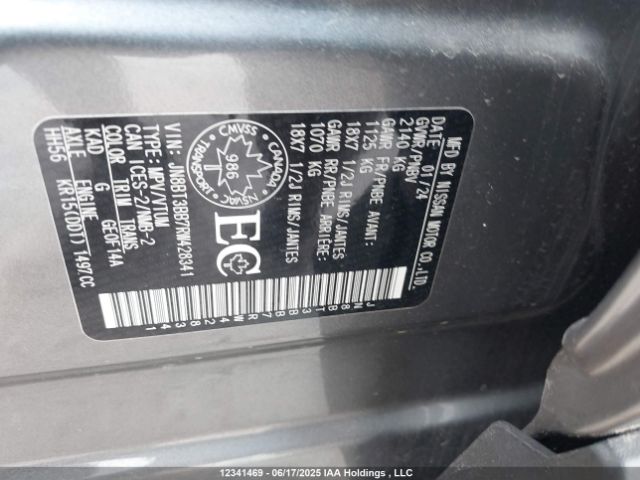 MFD BY NISSAN MOTOR CO.,LTD.
DATE: 01/24
GVWR/PNBV
2140 KG
GAWR FR/PNBE AVANT:
1125 KG
18X7 1/2J RIMS/JANTES
GAWR RR/PNBE ARRIÈRE:
1070 KG
18X7 1/2J RIMS/JANTES
CMVSS
CANADA
NSVAC
TRANSPORT
986
EC
VIN: JN8BT3BB7RW428341
TYPE: MPV/VTUM
CAN ICES-2/NMB-2
COLOR TRIM TRANS
KAD G GE0F14A
AXLE ENGINE
HH56 KR15(DDT) 1497CC
JN8BT3BB7RW428341
12341469 - 06/17/2025 IAA Holdings , LLC